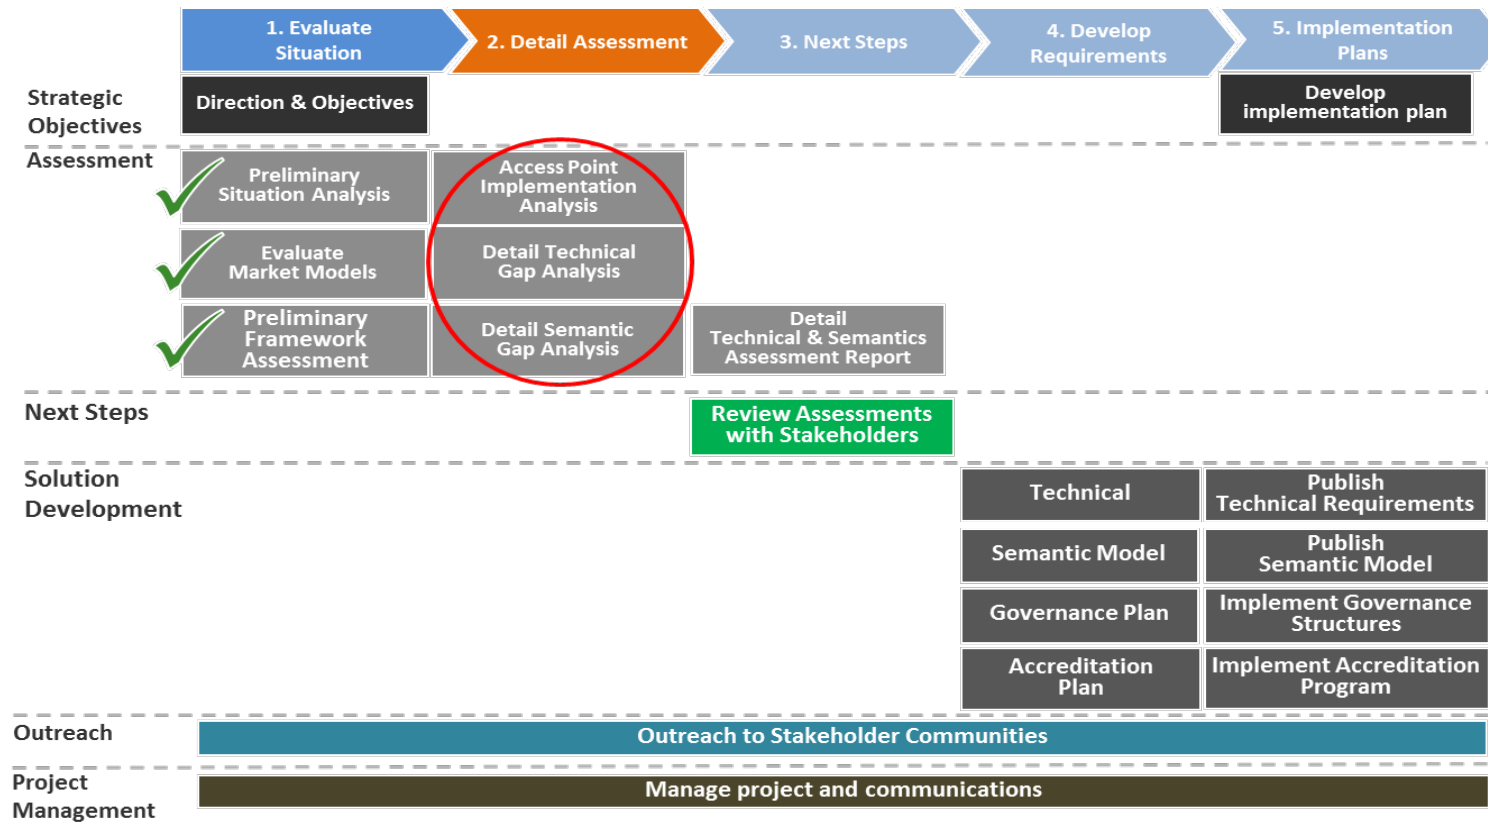 1. Evaluate
Situation
2. Detail Assessment
3. Next Steps
4. Develop
Requirements
5. Implementation
Plans
Strategic
Objectives
Direction & Objectives
Develop
implementation plan
Assessment
Preliminary
Situation Analysis
Access Point
Implementation
Analysis
Evaluate
Market Models
Detail Technical
Gap Analysis
Preliminary
Framework
Assessment
Detail Semantic
Gap Analysis
Detail
Technical & Semantics
Assessment Report
Next Steps
Review Assessments
with Stakeholders
Solution
Development
Technical
Publish
Technical Requirements
Semantic Model
Publish
Semantic Model
Governance Plan
Implement Governance
Structures
Accreditation
Plan
Implement Accreditation
Program
Outreach
Outreach to Stakeholder Communities
Project
Management
Manage project and communications